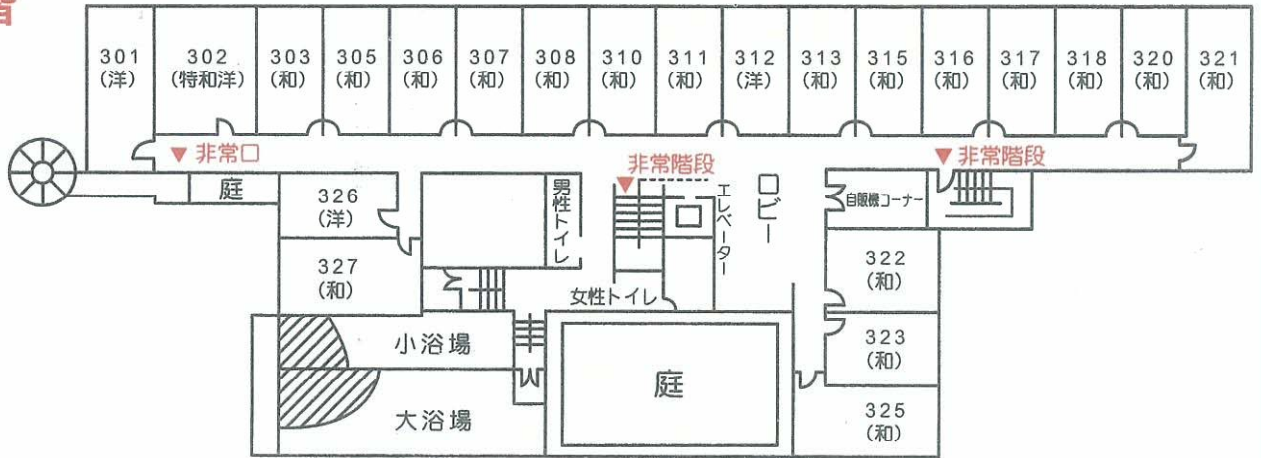 階
301
(洋)
302
(特和洋)
303
(和)
305
(和)
306
(和)
307
(和)
308
(和)
310
(和)
311
(和)
312
(洋)
313
(和)
315
(和)
316
(和)
317
(和)
318
(和)
320
(和)
321
(和)
▼非常口
非常階段
▼
▼非常階段
庭
326
(洋)
男性トイレ
エレベーター
ロビー
自販機コーナー
327
(和)
女性トイレ
322
(和)
小浴場
323
(和)
庭
大浴場
325
(和)